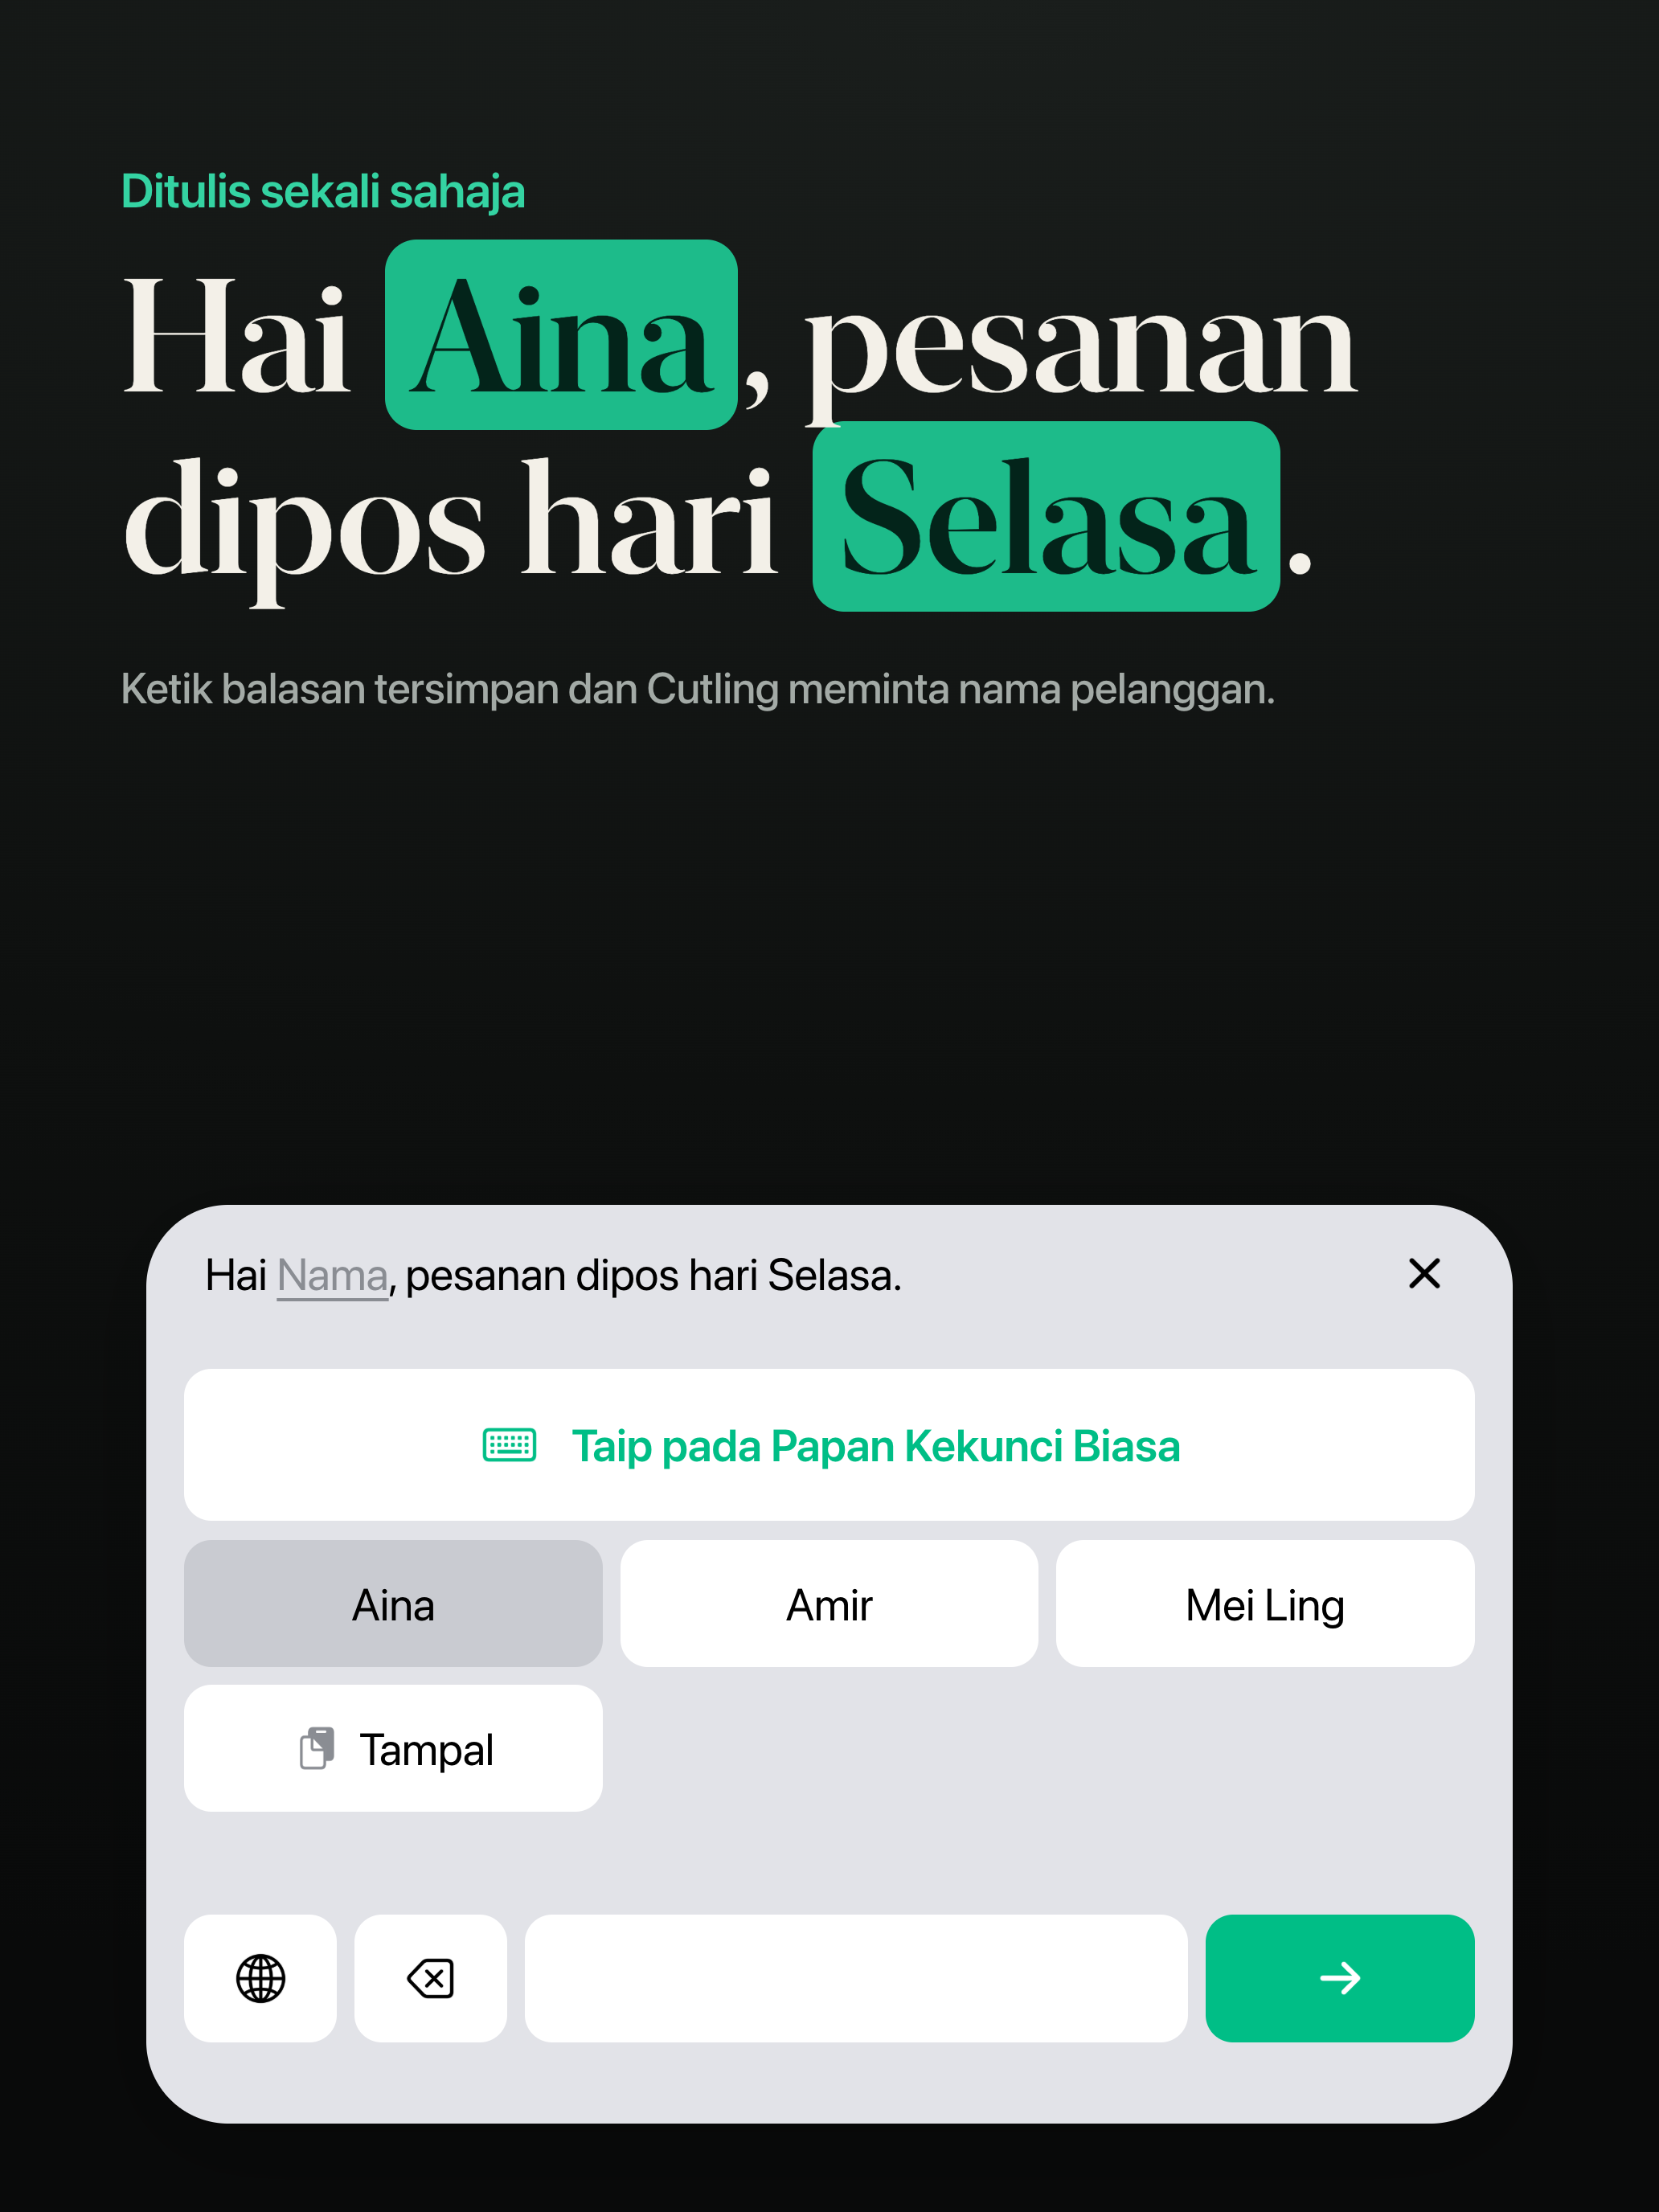 Ditulis sekali sahaja
Hai Aina, pesanan
dipos hari Selasa.
Ketik balasan tersimpan dan Cutling meminta nama pelanggan.
Hai Nama, pesanan dipos hari Selasa.
Taip pada Papan Kekunci Biasa
Aina
Amir
Mei Ling
Tampal